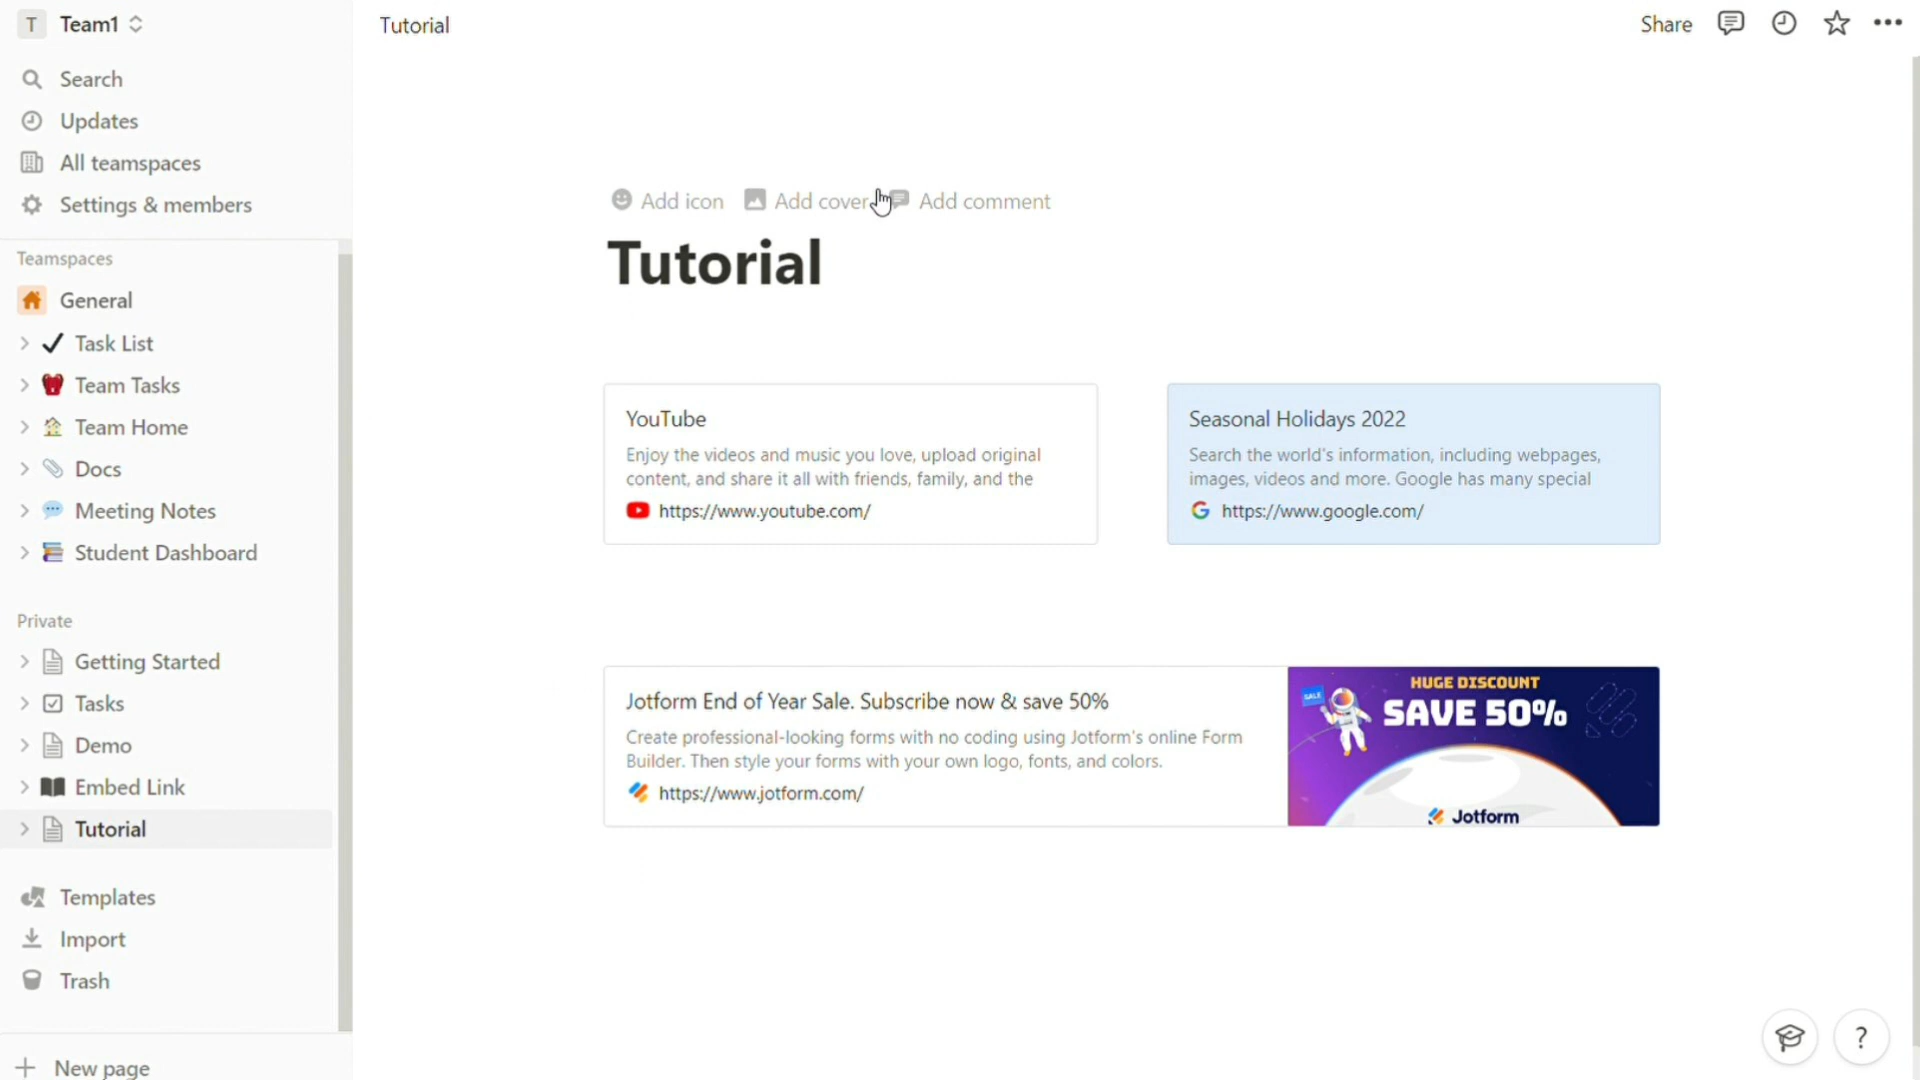 T Team1
Search
Updates
All teamspaces
Settings & members
Teamspaces
General
Task List
Team Tasks
Team Home
Docs
Meeting Notes
Student Dashboard
Private
Getting Started
Tasks
Demo
Embed Link
Tutorial
Templates
Import
Trash
New page
Tutorial
Share
Add icon Add cover Add comment
Tutorial
YouTube
Enjoy the videos and music you love, upload original
content, and share it all with friends, family, and the
https://www.youtube.com/
Seasonal Holidays 2022
Search the world's information, including webpages,
images, videos and more. Google has many special
https://www.google.com/
Jotform End of Year Sale. Subscribe now & save 50%
Create professional-looking forms with no coding using Jotform's online Form
Builder. Then style your forms with your own logo, fonts, and colors.
https://www.jotform.com/
SALE
HUGE DISCOUNT
SAVE 50%
Jotform
?